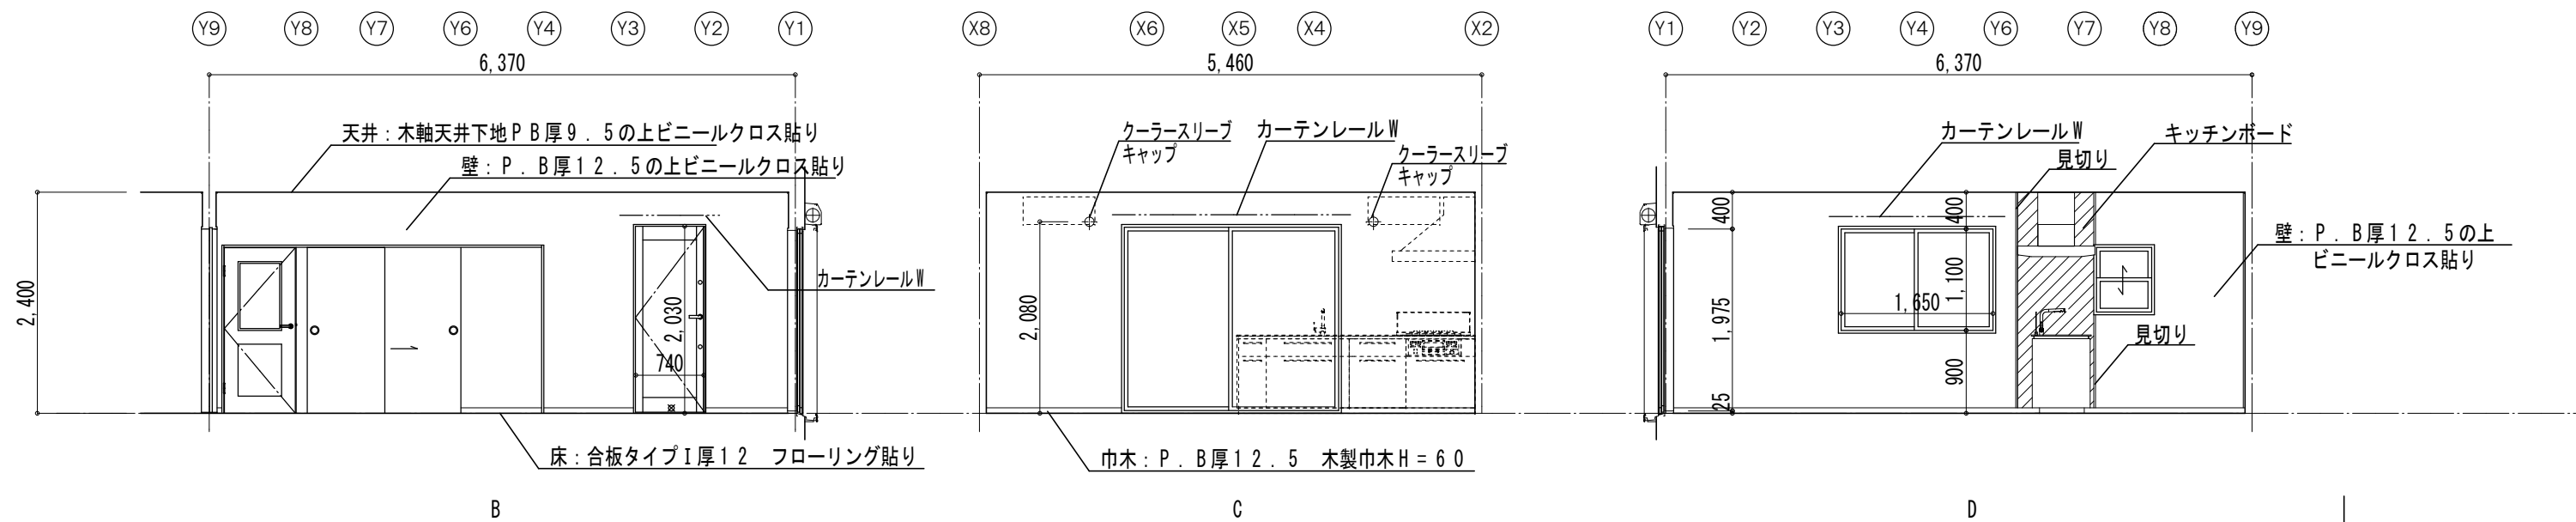 Y9 Y8 Y7 Y6 Y4 Y3 Y2 Y1 X8 X6 X5 X4 X2 Y1 Y2 Y3 Y4 Y6 Y7 Y8 Y9
6,370
5,460
6,370
天井：木軸天井下地ＰＢ厚９．５の上ビニールクロス貼り
壁：Ｐ．Ｂ厚１２．５の上ビニールクロス貼り
2,400
カーテンレールＷ
2,030
740
床：合板タイプＩ厚１２　フローリング貼り
B
クーラースリーブ
キャップ
カーテンレールＷ
クーラースリーブ
キャップ
2,080
巾木：Ｐ．Ｂ厚１２．５　木製巾木Ｈ＝６０
C
カーテンレールＷ
キッチンボード
見切り
400
400
1,975
1,100
1,650
900
25
壁：Ｐ．Ｂ厚１２．５の上
ビニールクロス貼り
見切り
D